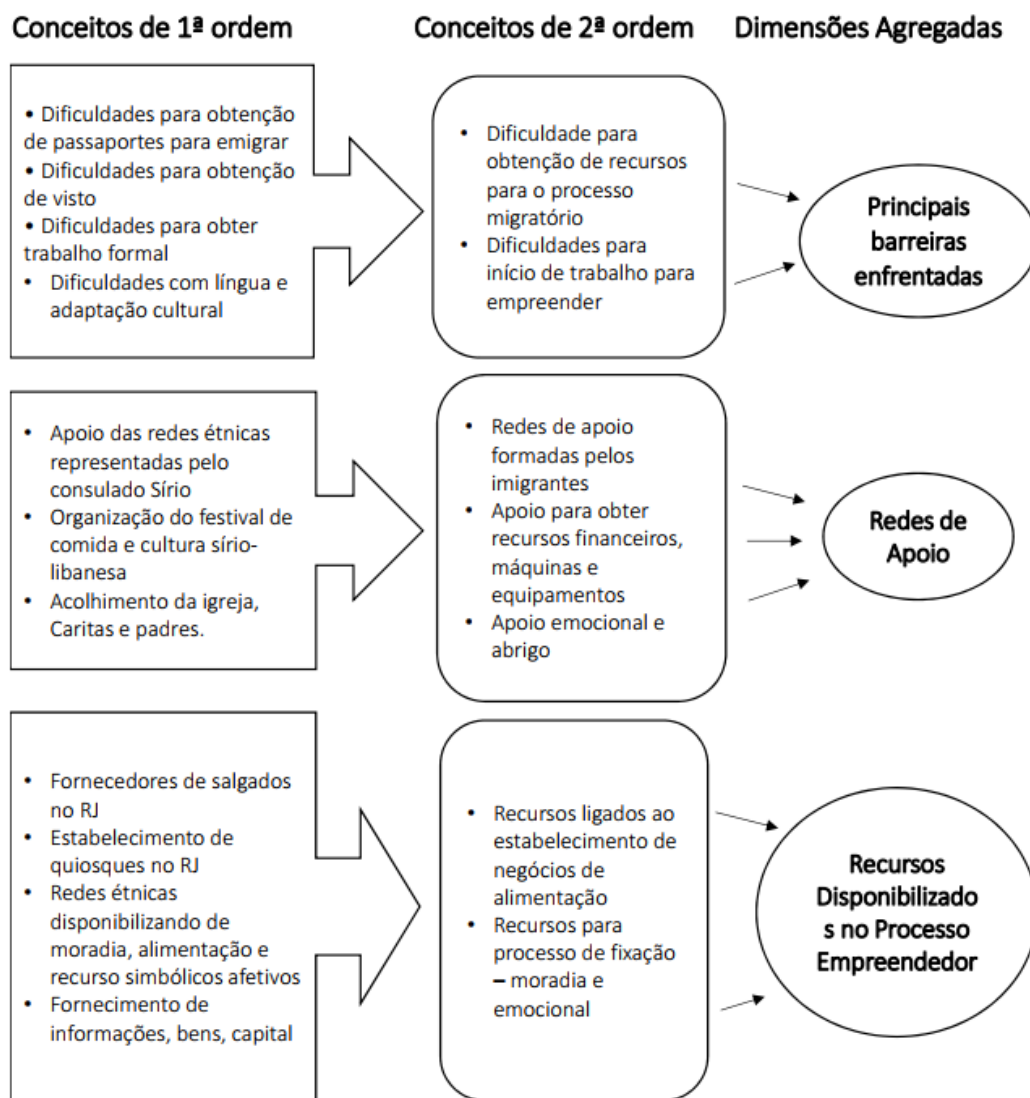 Conceitos de 1ª ordem
Conceitos de 2ª ordem
Dimensões Agregadas
• Dificuldades para obtenção
de passaportes para emigrar
• Dificuldades para obtenção
de visto
• Dificuldades para obter
trabalho formal
• Dificuldades com língua e
adaptação cultural
• Dificuldade para
obtenção de recursos
para o processo
migratório
• Dificuldades para
início de trabalho para
empreender
Principais
barreiras
enfrentadas
• Apoio das redes étnicas
representadas pelo
consulado Sírio
• Organização do festival de
comida e cultura sírio-
libanesa
• Acolhimento da igreja,
Caritas e padres.
• Redes de apoio
formadas pelos
imigrantes
• Apoio para obter
recursos financeiros,
máquinas e
equipamentos
• Apoio emocional e
abrigo
Redes de
Apoio
• Fornecedores de salgados
no RJ
• Estabelecimento de
quiosques no RJ
• Redes étnicas
disponibilizando de
moradia, alimentação e
recurso simbólicos afetivos
• Fornecimento de
informações, bens, capital
• Recursos ligados ao
estabelecimento de
negócios de
alimentação
• Recursos para
processo de fixação
– moradia e
emocional
Recursos
Disponibilizado
s no Processo
Empreendedor